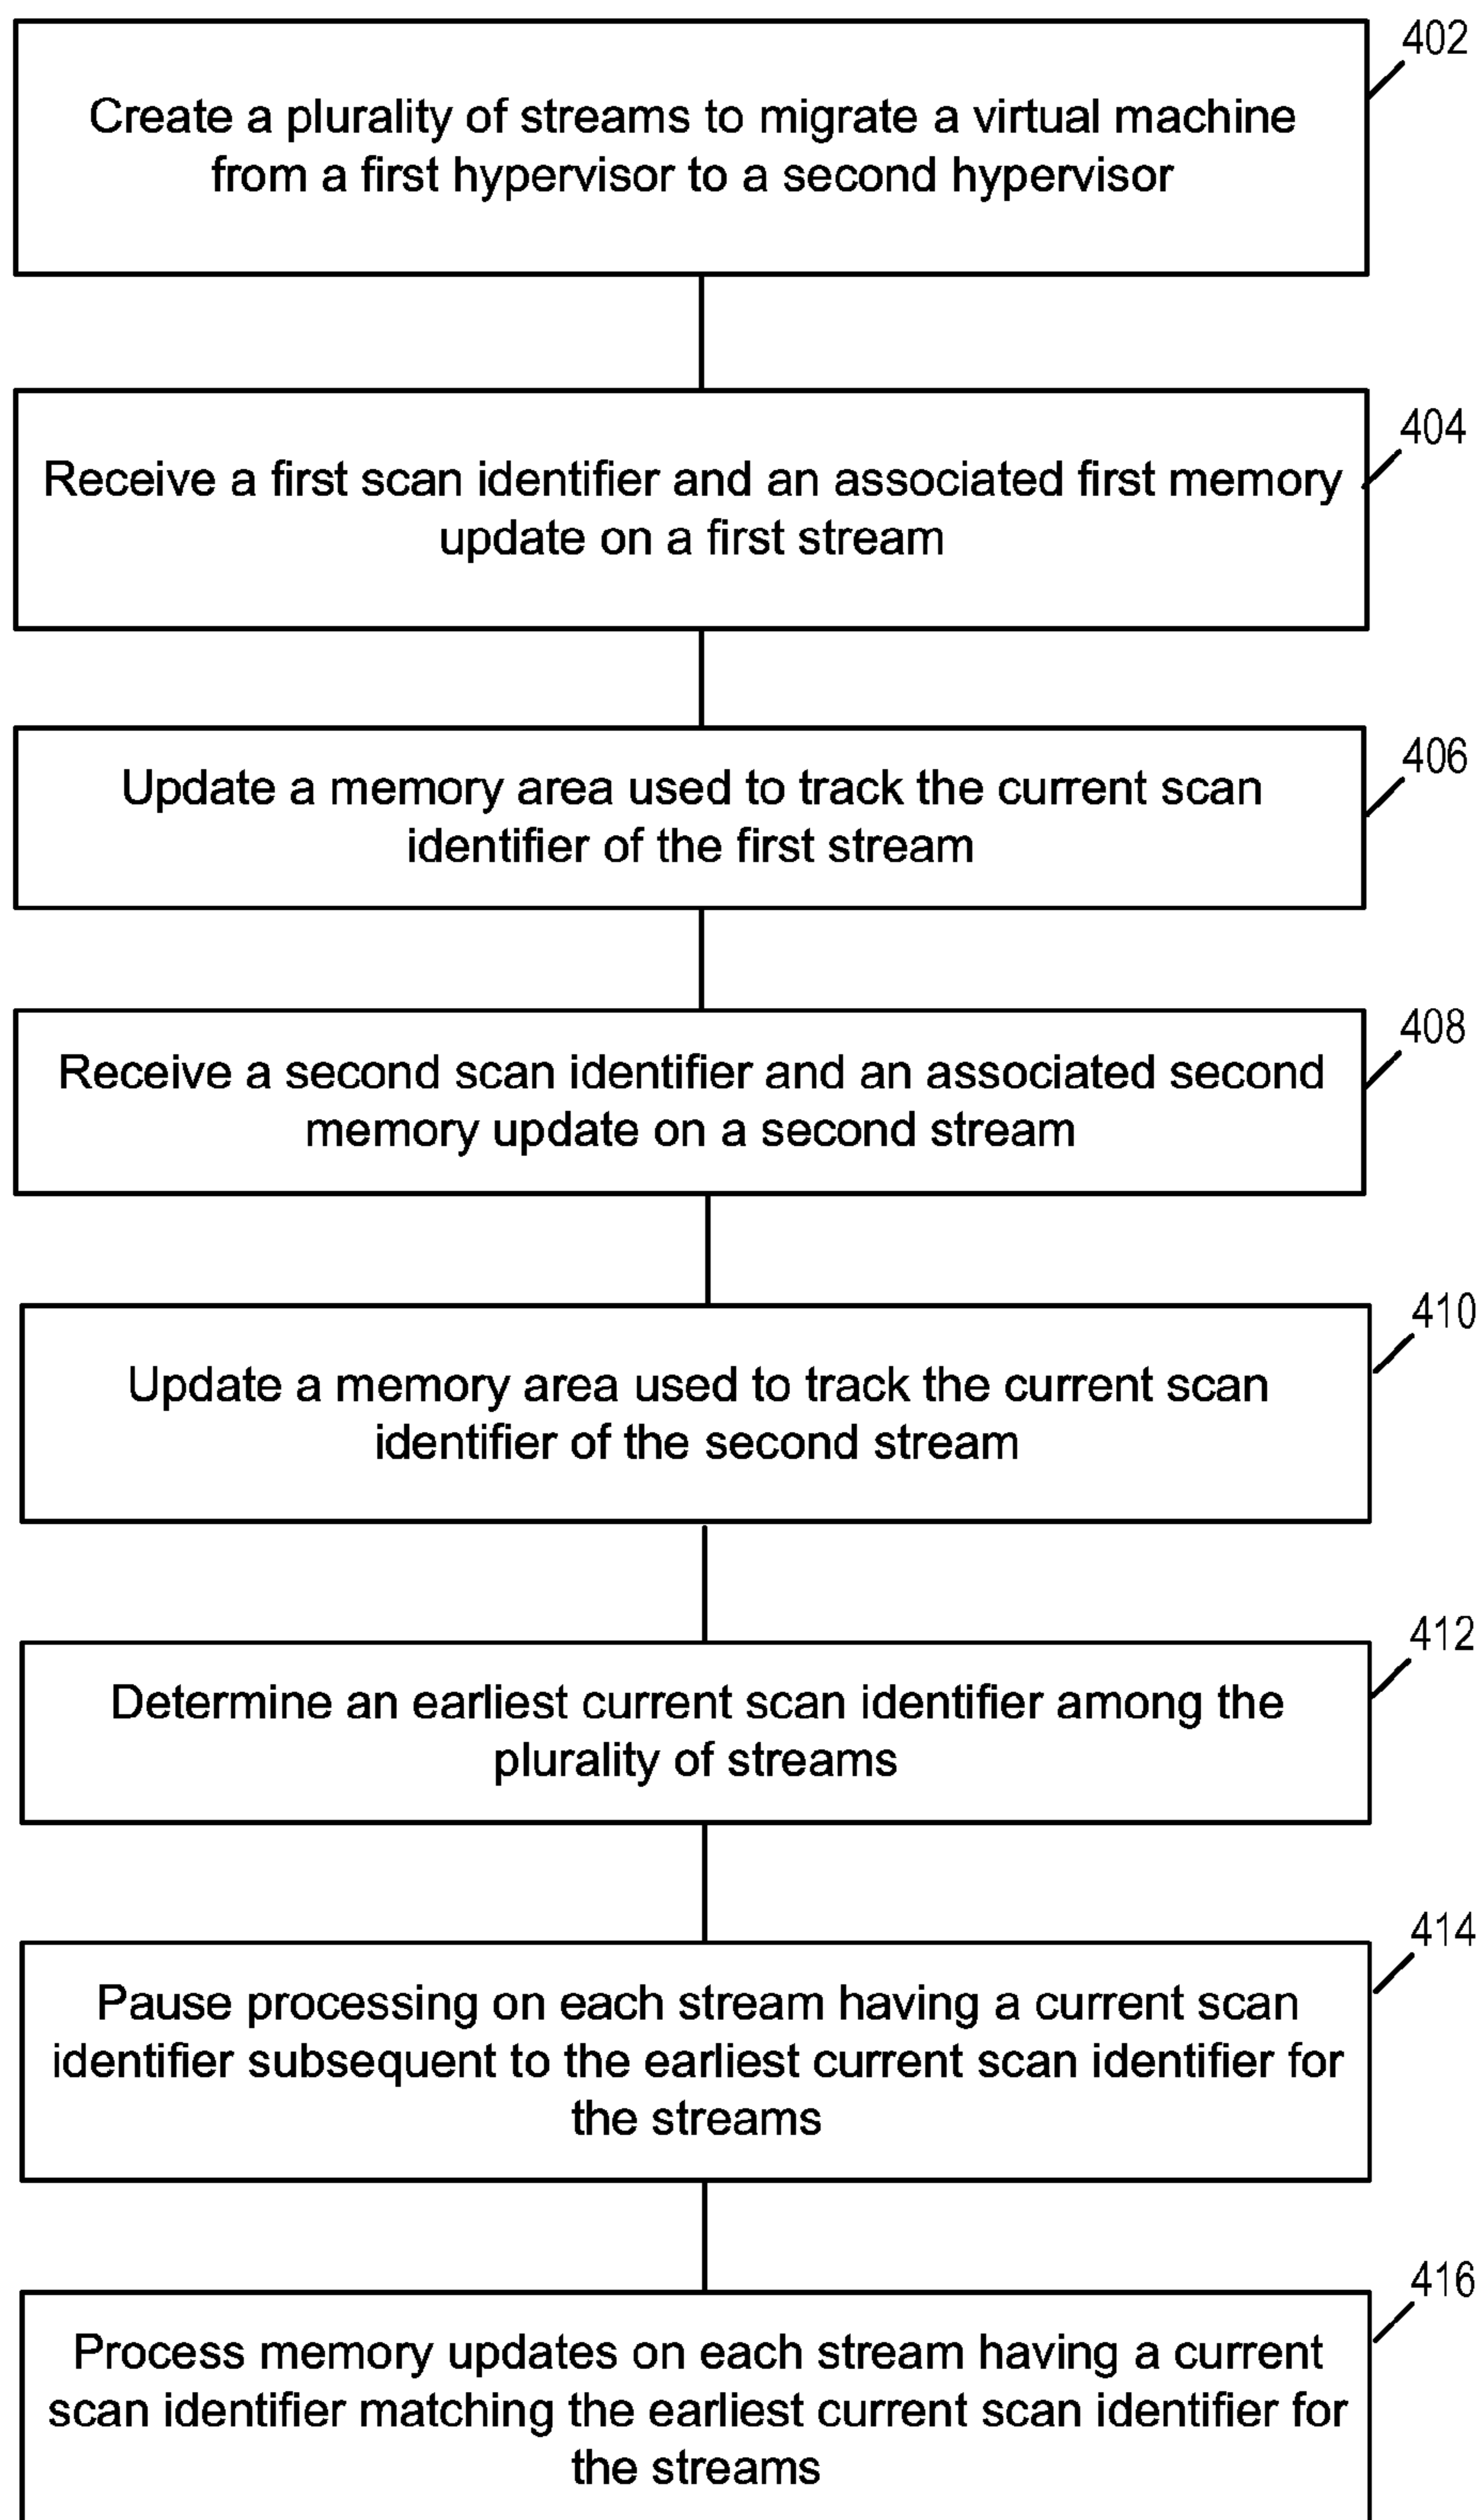 402
Create a plurality of streams to migrate a virtual machine
from a first hypervisor to a second hypervisor
404
Receive a first scan identifier and an associated first memory
update on a first stream
406
Update a memory area used to track the current scan
identifier of the first stream
408
Receive a second scan identifier and an associated second
memory update on a second stream
410
Update a memory area used to track the current scan
identifier of the second stream
412
Determine an earliest current scan identifier among the
plurality of streams
414
Pause processing on each stream having a current scan
identifier subsequent to the earliest current scan identifier for
the streams
416
Process memory updates on each stream having a current
scan identifier matching the earliest current scan identifier for
the streams